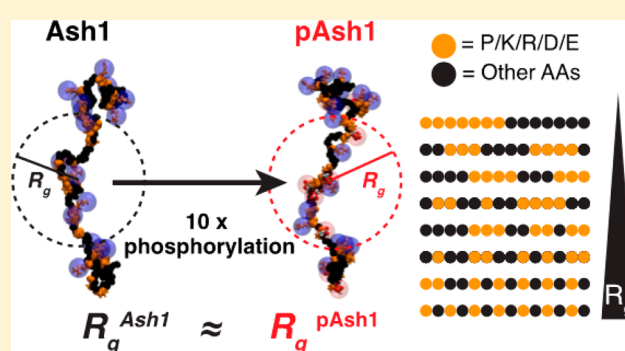 Ash1
pAsh1
= P/K/R/D/E
= Other AAs
Rg
Rg
10 x
phosphorylation
Rg
Rg Ash1 ≈ Rg pAsh1